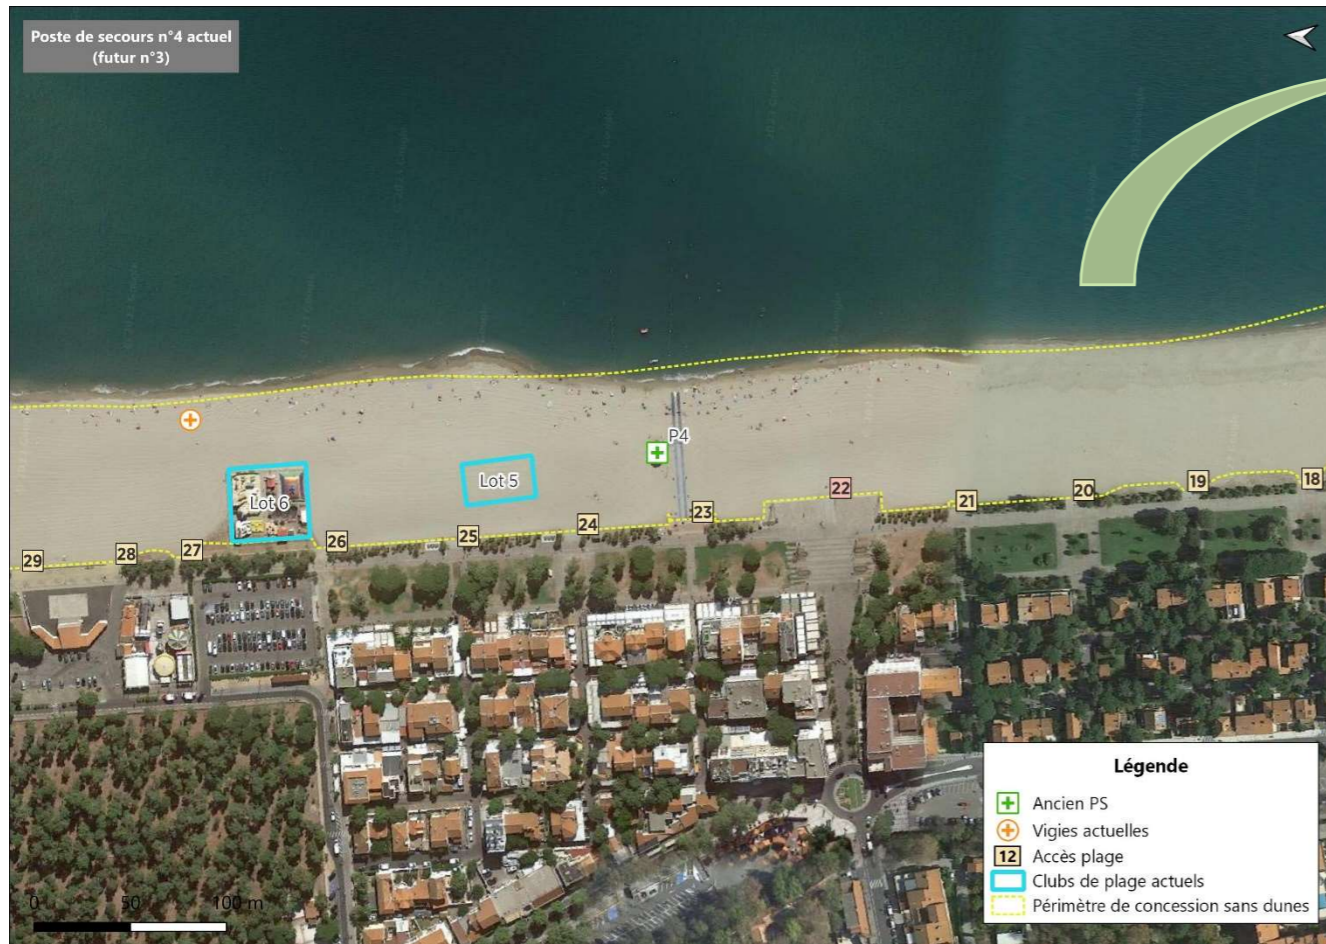 Poste de secours n°4 actuel
(futur n°3)
P4
Lot 5
Lot 6
22
18
19
20
21
23
24
25
26
27
28
29
Légende
Ancien PS
Vigies actuelles
12 Accès plage
Clubs de plage actuels
Périmètre de concession sans dunes
0 50 100 m